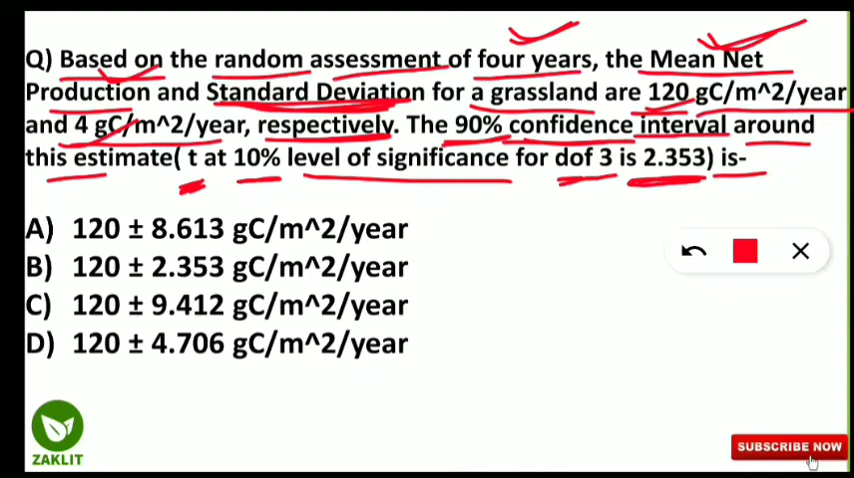 Q) Based on the random assessment of four years, the Mean Net
Production and Standard Deviation for a grassland are 120 gC/m^2/year
and 4 gC/m^2/year, respectively. The 90% confidence interval around
this estimate( t at 10% level of significance for dof 3 is 2.353) is-
A) 120 ± 8.613 gC/m^2/year
B) 120 ± 2.353 gC/m^2/year
C) 120 ± 9.412 gC/m^2/year
D) 120 ± 4.706 gC/m^2/year
ZAKLIT
SUBSCRIBE NOW